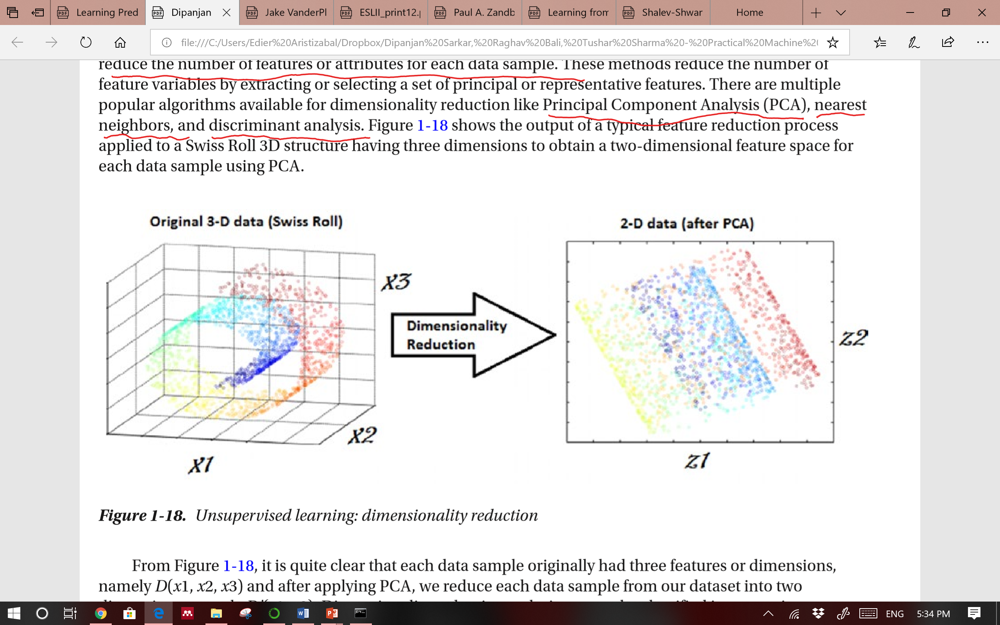 Learning Pred
Dipanjan
Jake VanderPl
ESLII_print12.p
Paul A. Zandb
Learning from
Shalev-Shwar
Home
file:///C:/Users/Edier%20Aristizabal/Dropbox/Dipanjan%20Sarkar,%20Raghav%20Bali,%20Tushar%20Sharma%20-%20Practical%20Machine%20
reduce the number of features or attributes for each data sample. These methods reduce the number of
feature variables by extracting or selecting a set of principal or representative features. There are multiple
popular algorithms available for dimensionality reduction like Principal Component Analysis (PCA), nearest
neighbors, and discriminant analysis. Figure 1-18 shows the output of a typical feature reduction process
applied to a Swiss Roll 3D structure having three dimensions to obtain a two-dimensional feature space for
each data sample using PCA.
Original 3-D data (Swiss Roll)
2-D data (after PCA)
x3
Dimensionality
Reduction
z2
x2
x1
z1
Figure 1-18. Unsupervised learning: dimensionality reduction
From Figure 1-18, it is quite clear that each data sample originally had three features or dimensions,
namely D(x1, x2, x3) and after applying PCA, we reduce each data sample from our dataset into two
ENG
5:34 PM